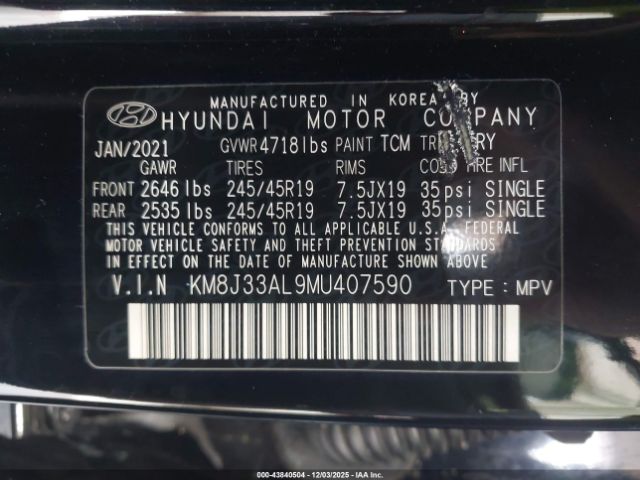 MANUFACTURED IN KOREA BY
HYUNDAI MOTOR COMPANY
JAN/2021 GVWR 4718 lbs PAINT TCM RY
GAWR TIRES RIMS INFL
FRONT 2646 lbs 245/45R19 7.5JX19 35 psi SINGLE
REAR 2535 lbs 245/45R19 7.5JX19 35 psi SINGLE
THIS VEHICLE CONFORMS TO ALL APPLICABLE U.S. FEDERAL
MOTOR VEHICLE SAFETY AND THEFT PREVENTION STANDARDS
IN EFFECT ON THE DATE OF MANUFACTURE SHOWN ABOVE.
V.I.N KM8J33AL9MU407590 TYPE : MPV
000-43840504 - 12/03/2025 - IAA INC.